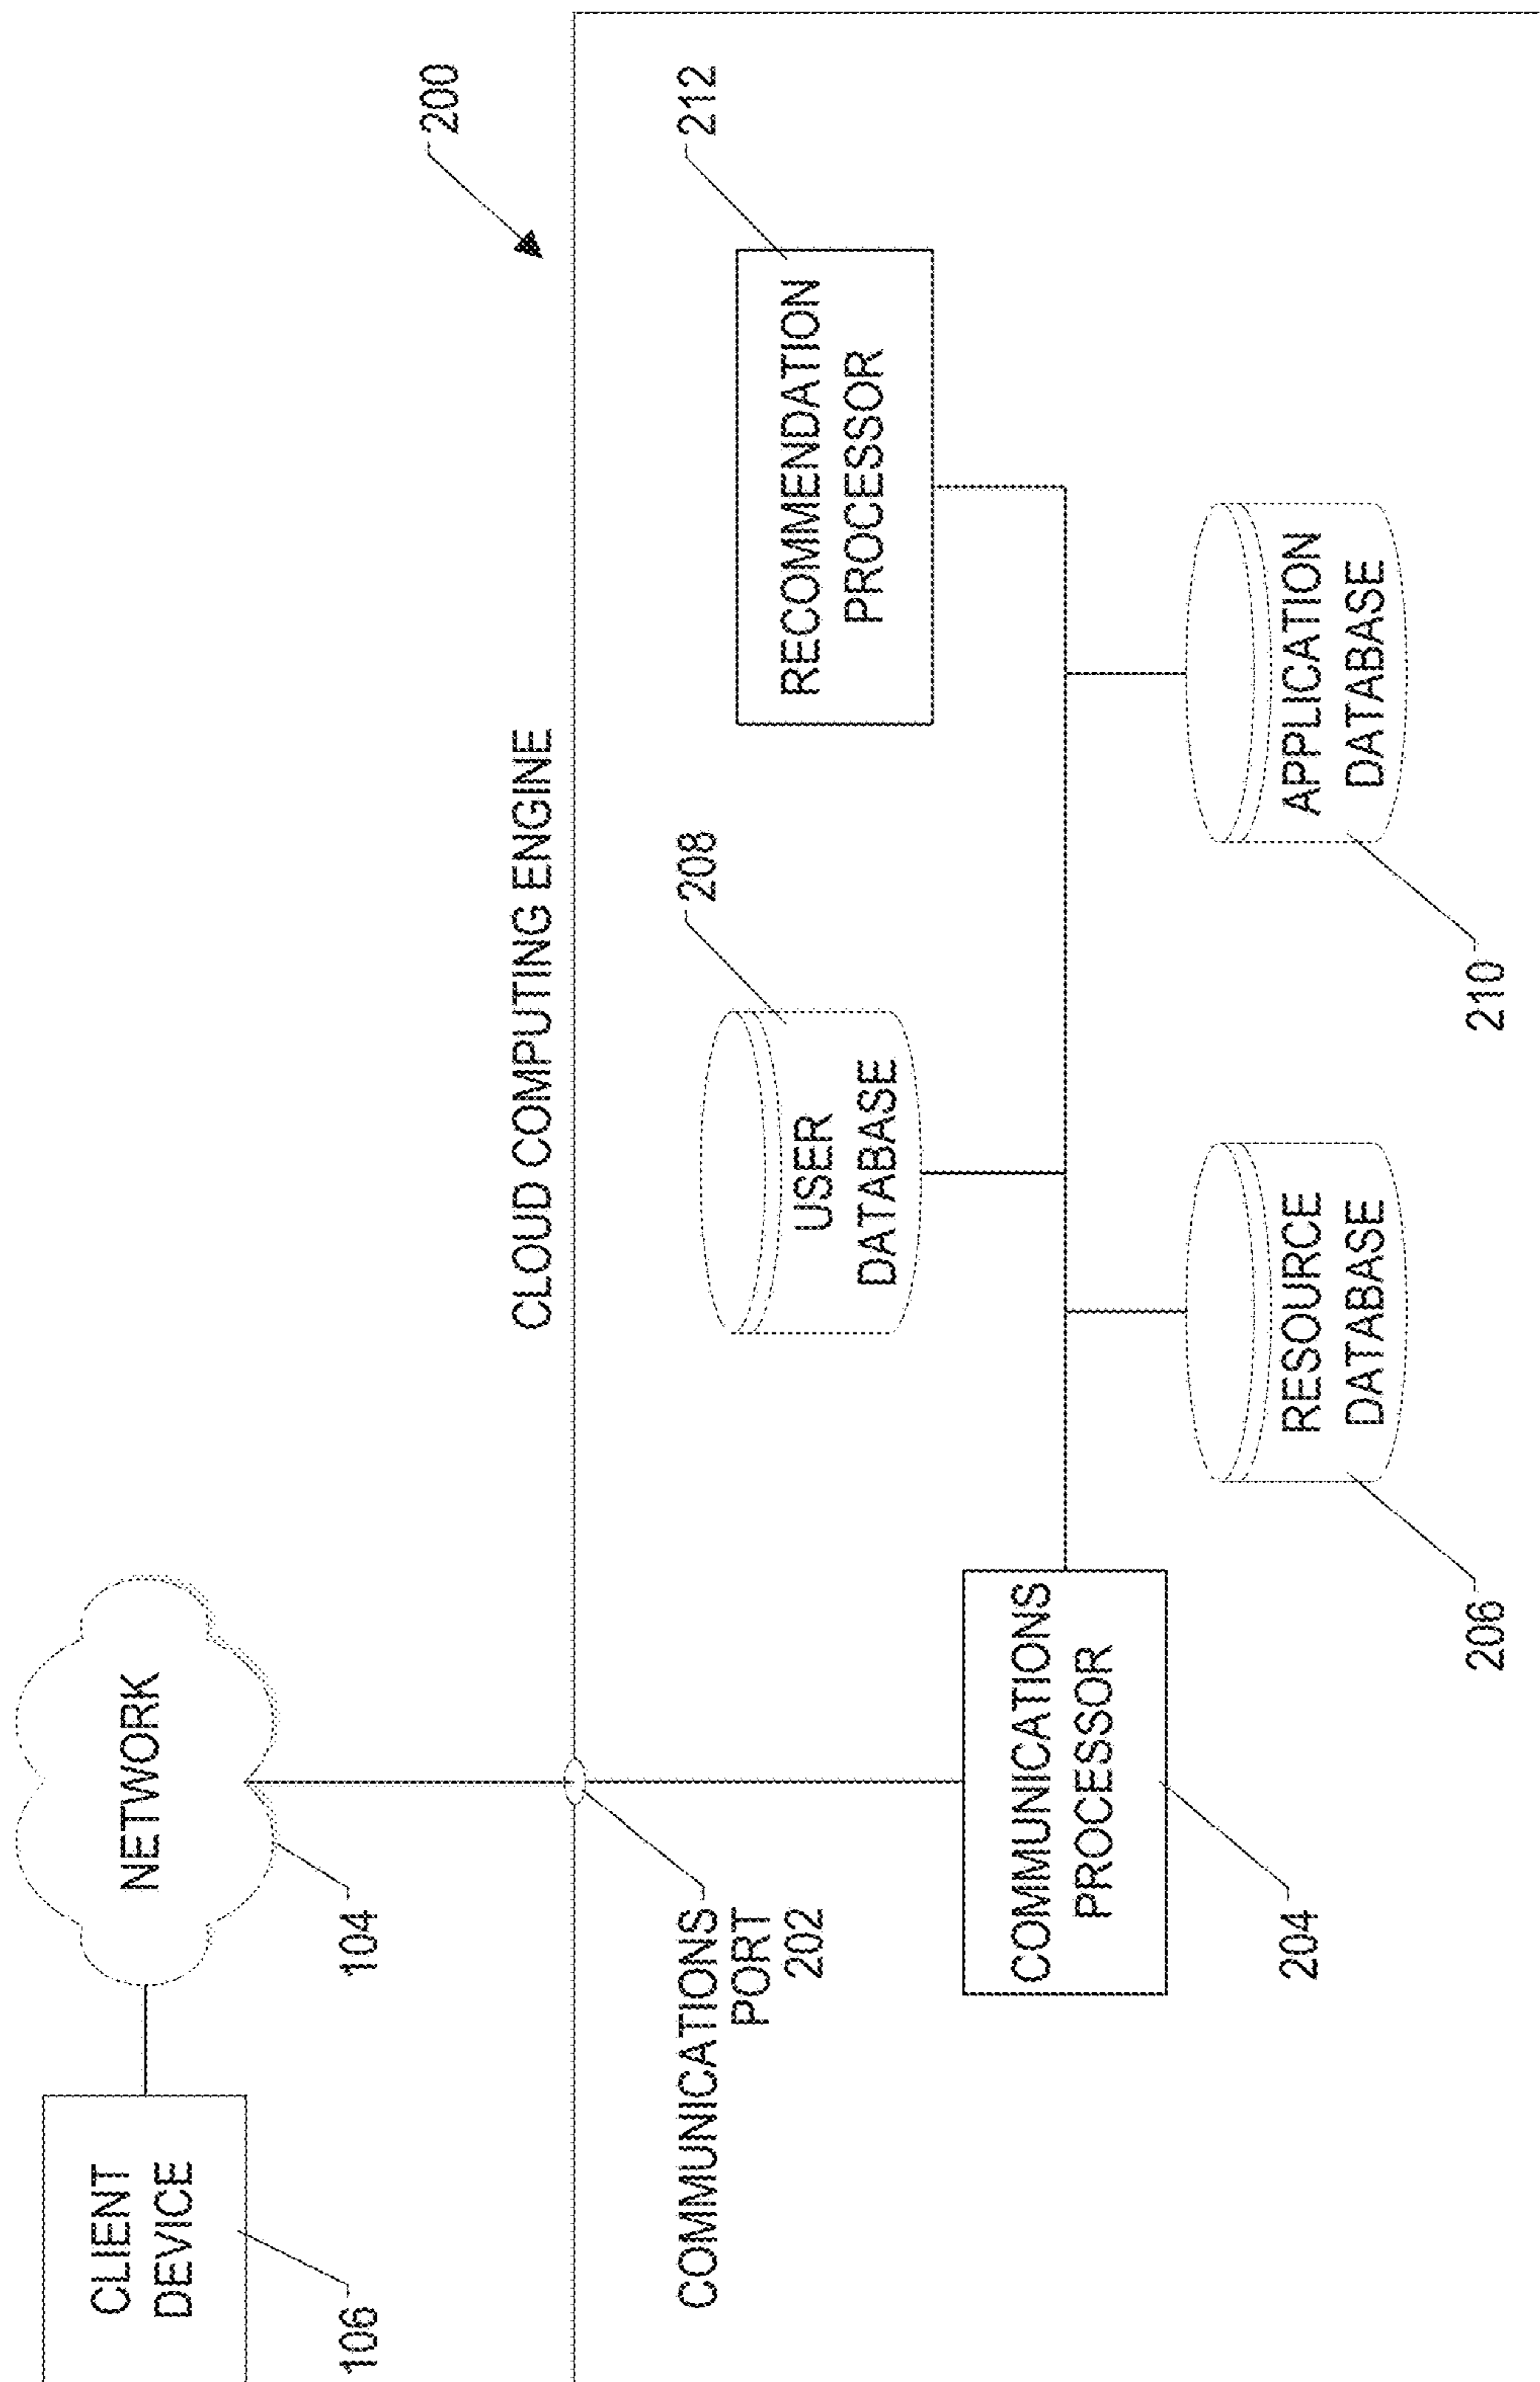 CLIENT
DEVICE
106
NETWORK
104
CLOUD COMPUTING ENGINE
200
COMMUNICATIONS
PORT
202
COMMUNICATIONS
PROCESSOR
204
USER
DATABASE
208
RESOURCE
DATABASE
206
RECOMMENDATION
PROCESSOR
212
APPLICATION
DATABASE
210